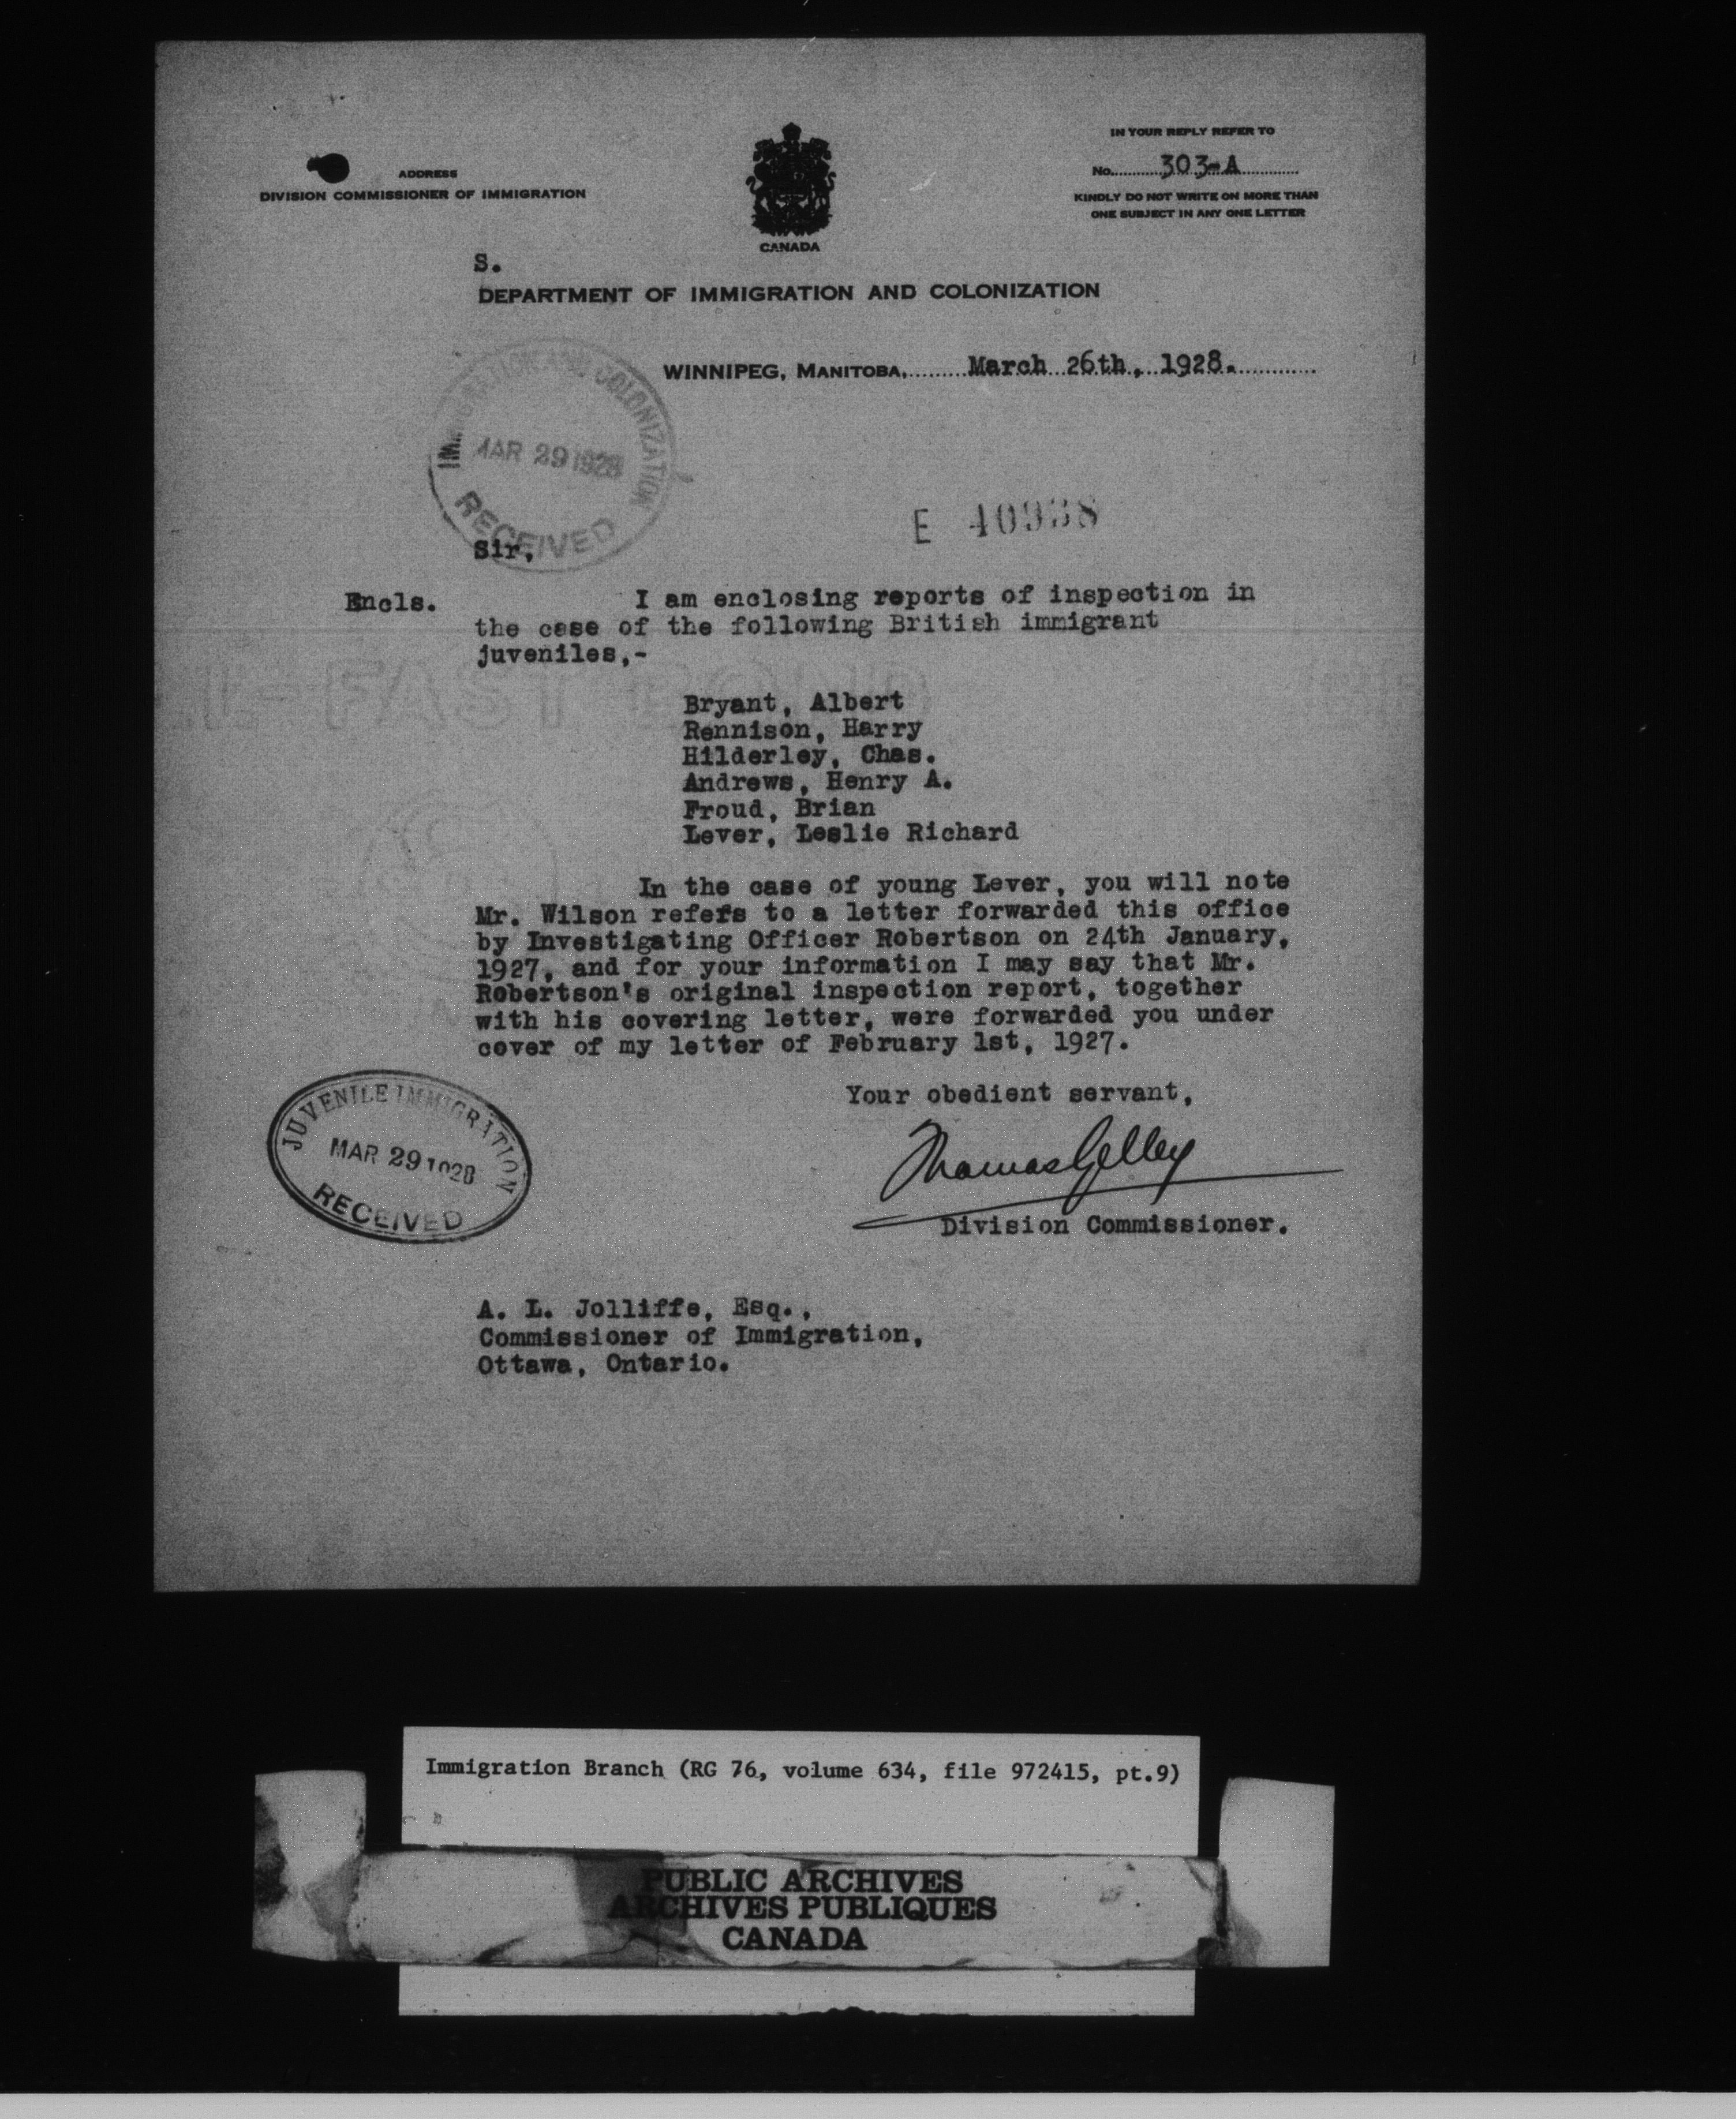 IN YOUR REPLY REFER TO
No. 303-A
KINDLY DO NOT WRITE ON MORE THAN
ONE SUBJECT IN ANY ONE LETTER
ADDRESS
DIVISION COMMISSIONER OF IMMIGRATION
CANADA
S.
DEPARTMENT OF IMMIGRATION AND COLONIZATION
WINNIPEG, MANITOBA, March 26th, 1928.
IMMIGRATION AND COLONIZATION
MAR 29 1928
RECEIVED
E 40938
Sir,
Encls. I am enclosing reports of inspection in
the case of the following British immigrant
juveniles,-
Bryant, Albert
Rennison, Harry
Hilderley, Chas.
Andrews, Henry A.
Froud, Brian
Lever, Leslie Richard
In the case of young Lever, you will note
Mr. Wilson refers to a letter forwarded this office
by Investigating Officer Robertson on 24th January,
1927, and for your information I may say that Mr.
Robertson's original inspection report, together
with his covering letter, were forwarded you under
cover of my letter of February 1st, 1927.
Your obedient servant,
Thomas Gelley
Division Commissioner.
JUVENILE IMMIGRATION
MAR 29 1928
RECEIVED
A. L. Jolliffe, Esq.,
Commissioner of Immigration,
Ottawa, Ontario.
Immigration Branch (RG 76, volume 634, file 972415, pt.9)
PUBLIC ARCHIVES
ARCHIVES PUBLIQUES
CANADA